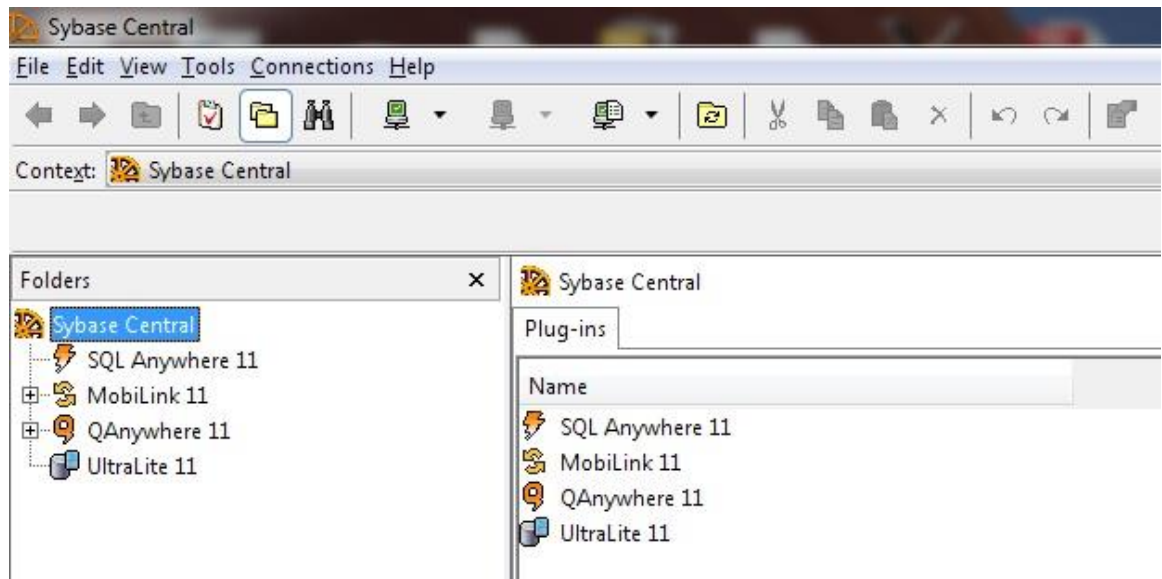 Sybase Central
File Edit View Tools Connections Help
Context: Sybase Central
Folders
Sybase Central
SQL Anywhere 11
MobiLink 11
QAnywhere 11
UltraLite 11
Sybase Central
Plug-ins
Name
SQL Anywhere 11
MobiLink 11
QAnywhere 11
UltraLite 11